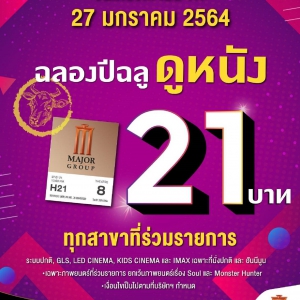 27 มกราคม 2564
ฉลองปีฉลู ดูหนัง
21 บาท
MAJOR
GROUP
H21
8
ทุกสาขาที่ร่วมรายการ
ระบบปกติ, GLS, LED CINEMA, KIDS CINEMA และ IMAX เฉพาะที่นั่งปกติ และ ฮันนีมูน
•เฉพาะภาพยนตร์ที่ร่วมรายการ ยกเว้นภาพยนตร์เรื่อง Soul และ Monster Hunter
•เงื่อนไขเป็นไปตามที่บริษัทฯ กำหนด